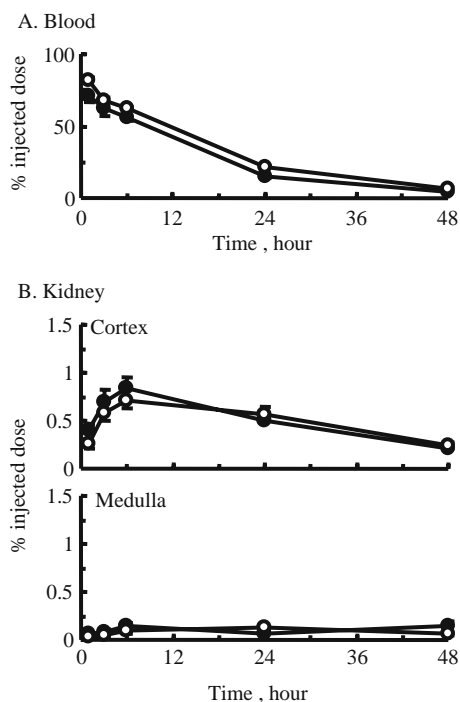 A. Blood
100
50
0
% injected dose
0 12 24 36 48
Time , hour
B. Kidney
Cortex
1.5
1
0.5
0
Medulla
1.5
1
0.5
0
% injected dose
0 12 24 36 48
Time , hour